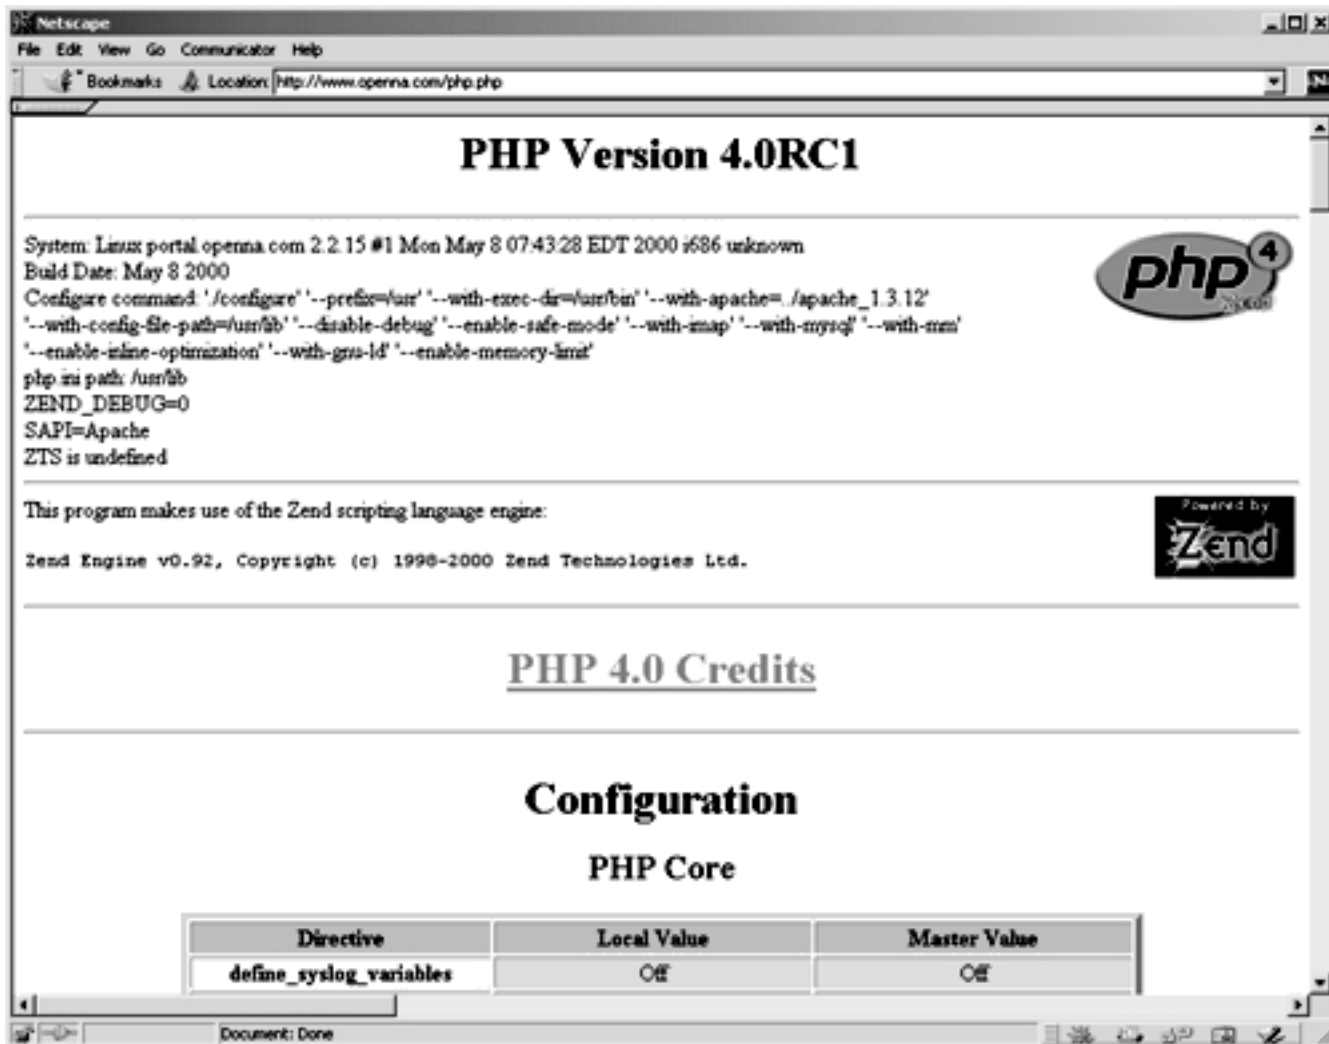 Netscape
File Edit View Go Communicator Help
Bookmarks Location: http://www.openna.com/php.php
N
PHP Version 4.0RC1
System: Linux portal.openna.com 2.2.15 #1 Mon May 8 07:43:28 EDT 2000 i686 unknown
Build Date: May 8 2000
Configure command: './configure' '--prefix=/usr' '--with-exec-dir=/usr/bin' '--with-apache=../apache_1.3.12'
'--with-config-file-path=/usr/lib' '--disable-debug' '--enable-safe-mode' '--with-imap' '--with-mysql' '--with-mm'
'--enable-inline-optimization' '--with-gnu-ld' '--enable-memory-limit'
php.ini path: /usr/lib
ZEND_DEBUG=0
SAPI=Apache
ZTS is undefined
php 4
Zend
This program makes use of the Zend scripting language engine:
Zend Engine v0.92, Copyright (c) 1998-2000 Zend Technologies Ltd.
Powered by
Zend
PHP 4.0 Credits
Configuration
PHP Core
Directive Local Value Master Value
define_syslog_variables Off Off
Document: Done